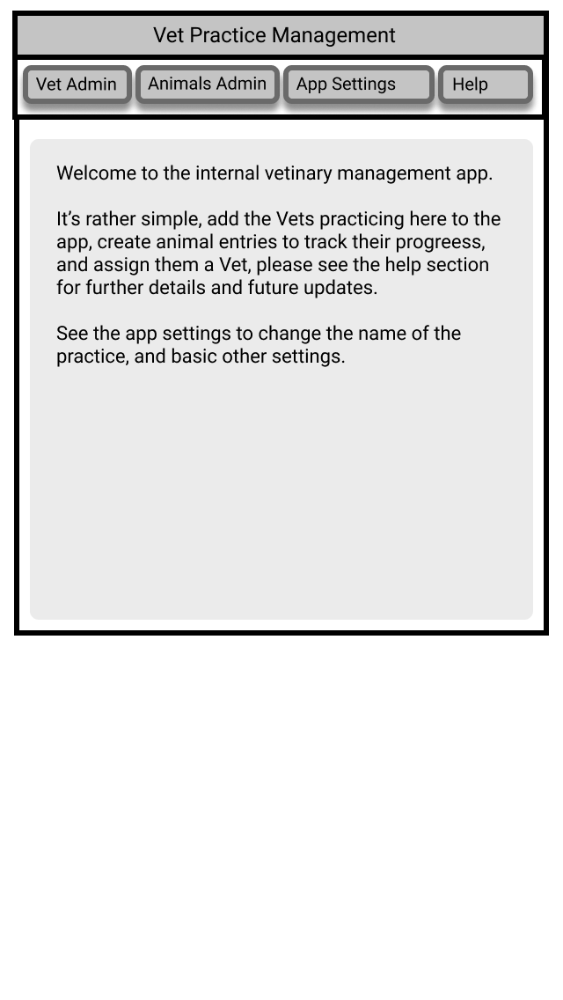 Vet Practice Management
Vet Admin
Animals Admin
App Settings
Help
Welcome to the internal vetinary management app.
It’s rather simple, add the Vets practicing here to the
app, create animal entries to track their progreess,
and assign them a Vet, please see the help section
for further details and future updates.
See the app settings to change the name of the
practice, and basic other settings.